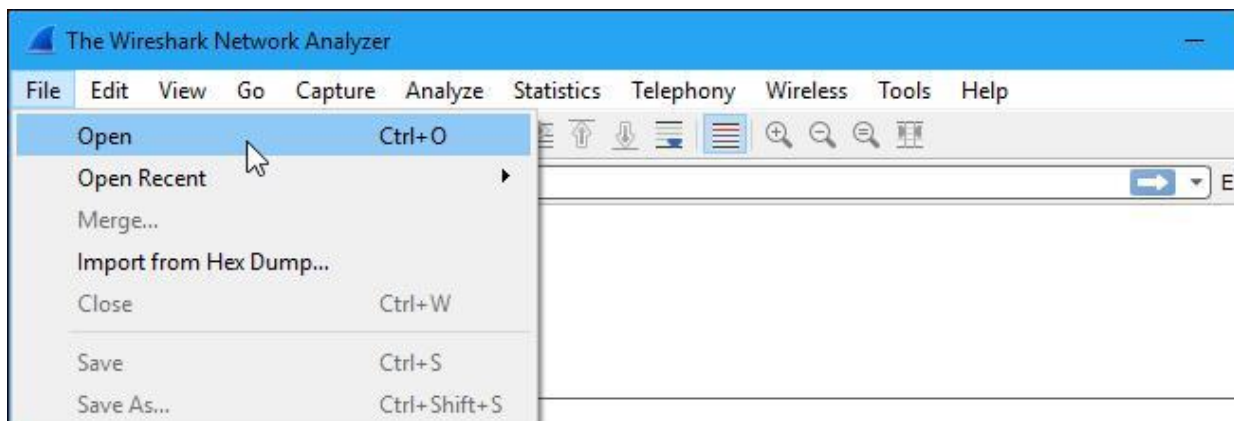 The Wireshark Network Analyzer
File Edit View Go Capture Analyze Statistics Telephony Wireless Tools Help
Open Ctrl+O
Open Recent
Merge...
Import from Hex Dump...
Close Ctrl+W
Save Ctrl+S
Save As... Ctrl+Shift+S